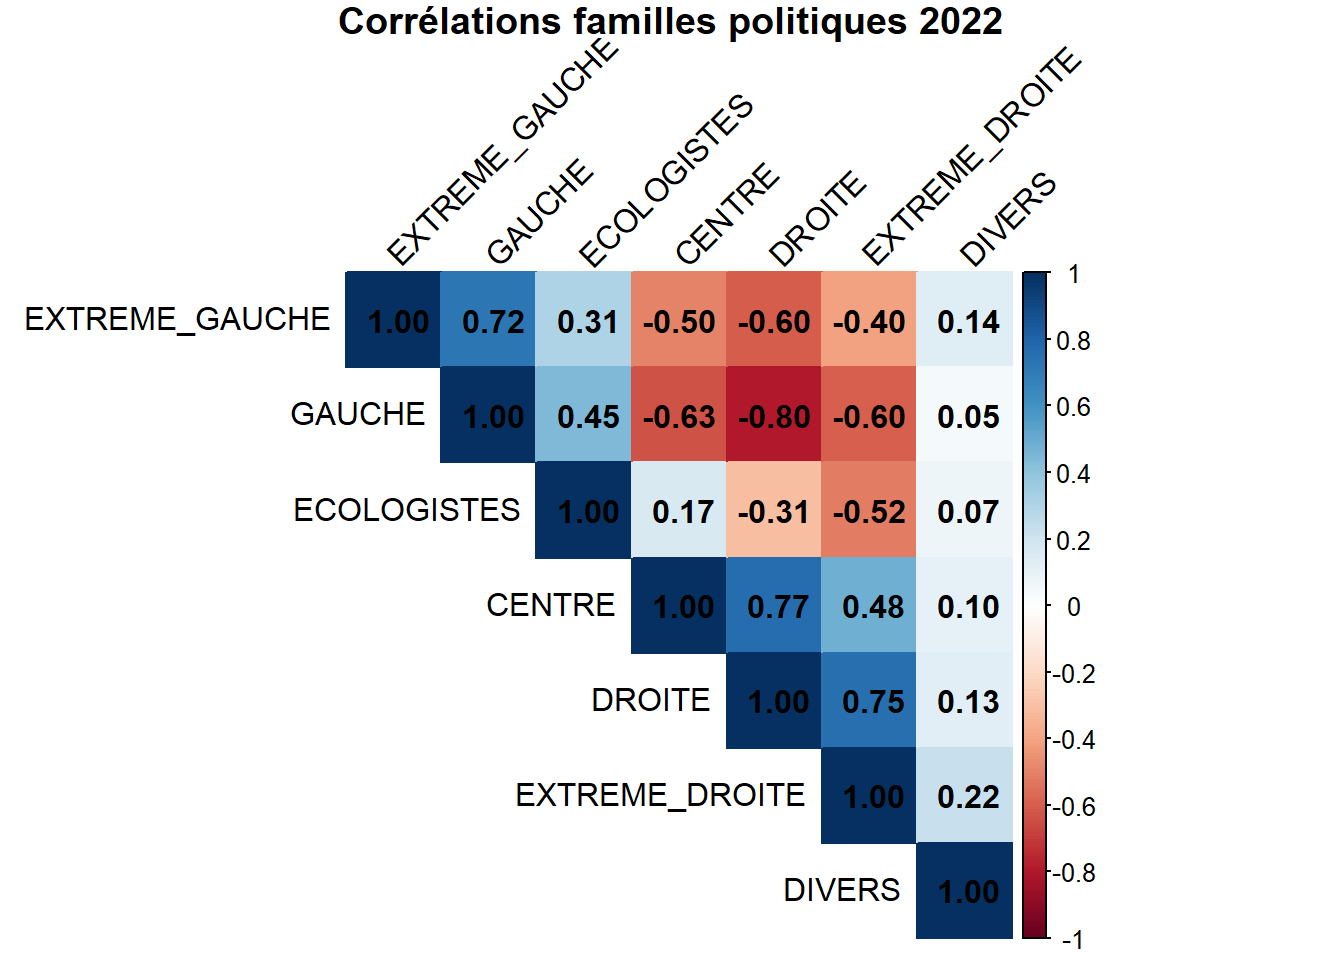 Corrélations familles politiques 2022
EXTREME_GAUCHE
GAUCHE
ECOLOGISTES
CENTRE
DROITE
EXTREME_DROITE
DIVERS
EXTREME_GAUCHE 1.00 0.72 0.31 -0.50 -0.60 -0.40 0.14
GAUCHE 1.00 0.45 -0.63 -0.80 -0.60 0.05
ECOLOGISTES 1.00 0.17 -0.31 -0.52 0.07
CENTRE 1.00 0.77 0.48 0.10
DROITE 1.00 0.75 0.13
EXTREME_DROITE 1.00 0.22
DIVERS 1.00
1
0.8
0.6
0.4
0.2
0
-0.2
-0.4
-0.6
-0.8
-1